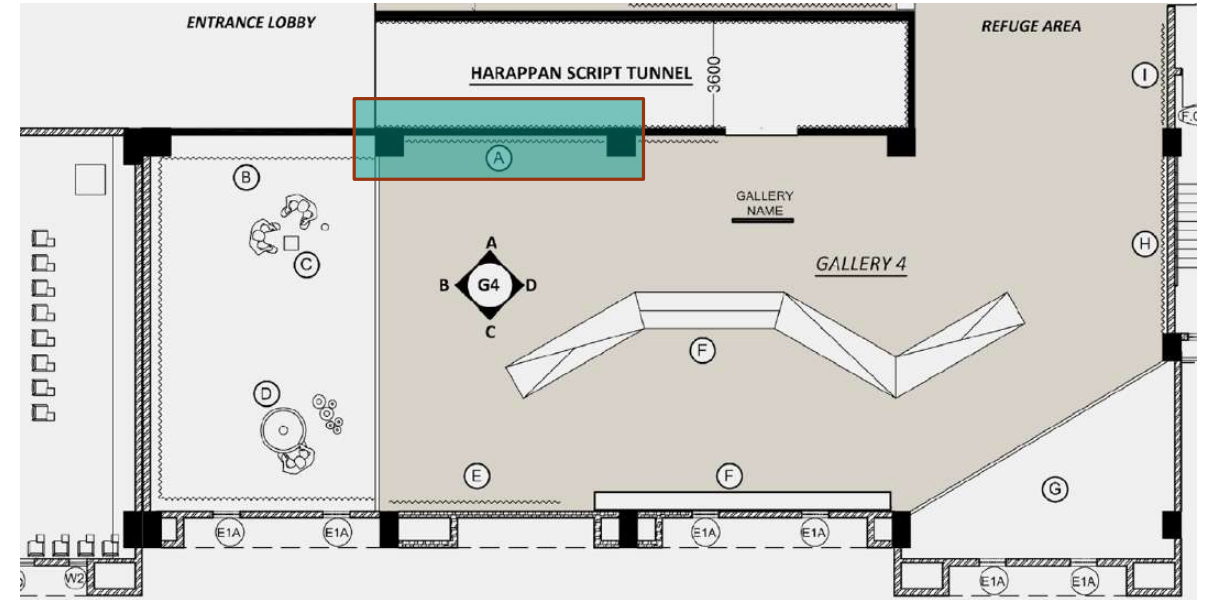 ENTRANCE LOBBY
REFUGE AREA
HARAPPAN SCRIPT TUNNEL
3600
I
A
B
GALLERY
NAME
C
H
GALLERY 4
A
B G4 D
C
F
D
E
F
G
E1A
E1A
E1A
E1A
W2
E1A
E1A